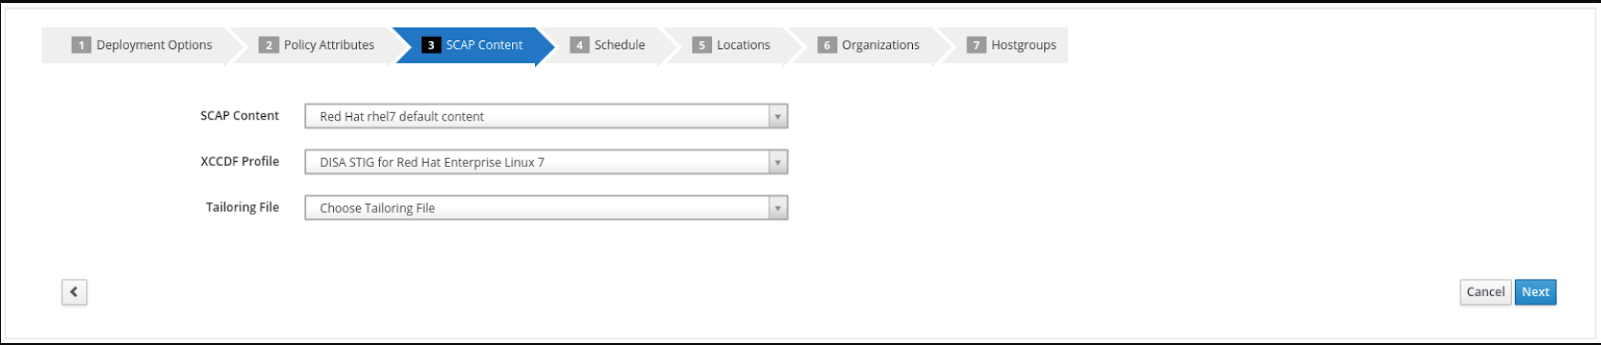 1 Deployment Options 2 Policy Attributes 3 SCAP Content 4 Schedule 5 Locations 6 Organizations 7 Hostgroups
SCAP Content Red Hat rhel7 default content
XCCDF Profile DISA STIG for Red Hat Enterprise Linux 7
Tailoring File Choose Tailoring File
Cancel Next